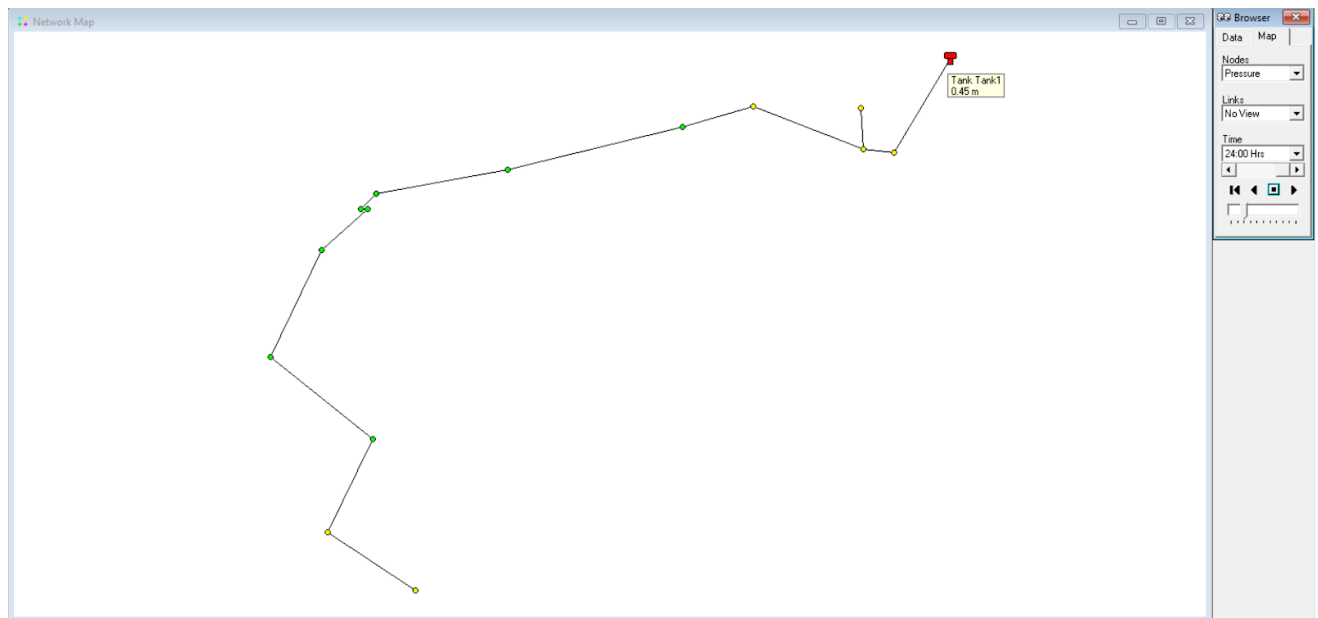 Network Map
Browser
Data Map
Nodes
Pressure
Links
No View
Time
24:00 Hrs
Tank Tank1
0.45 m